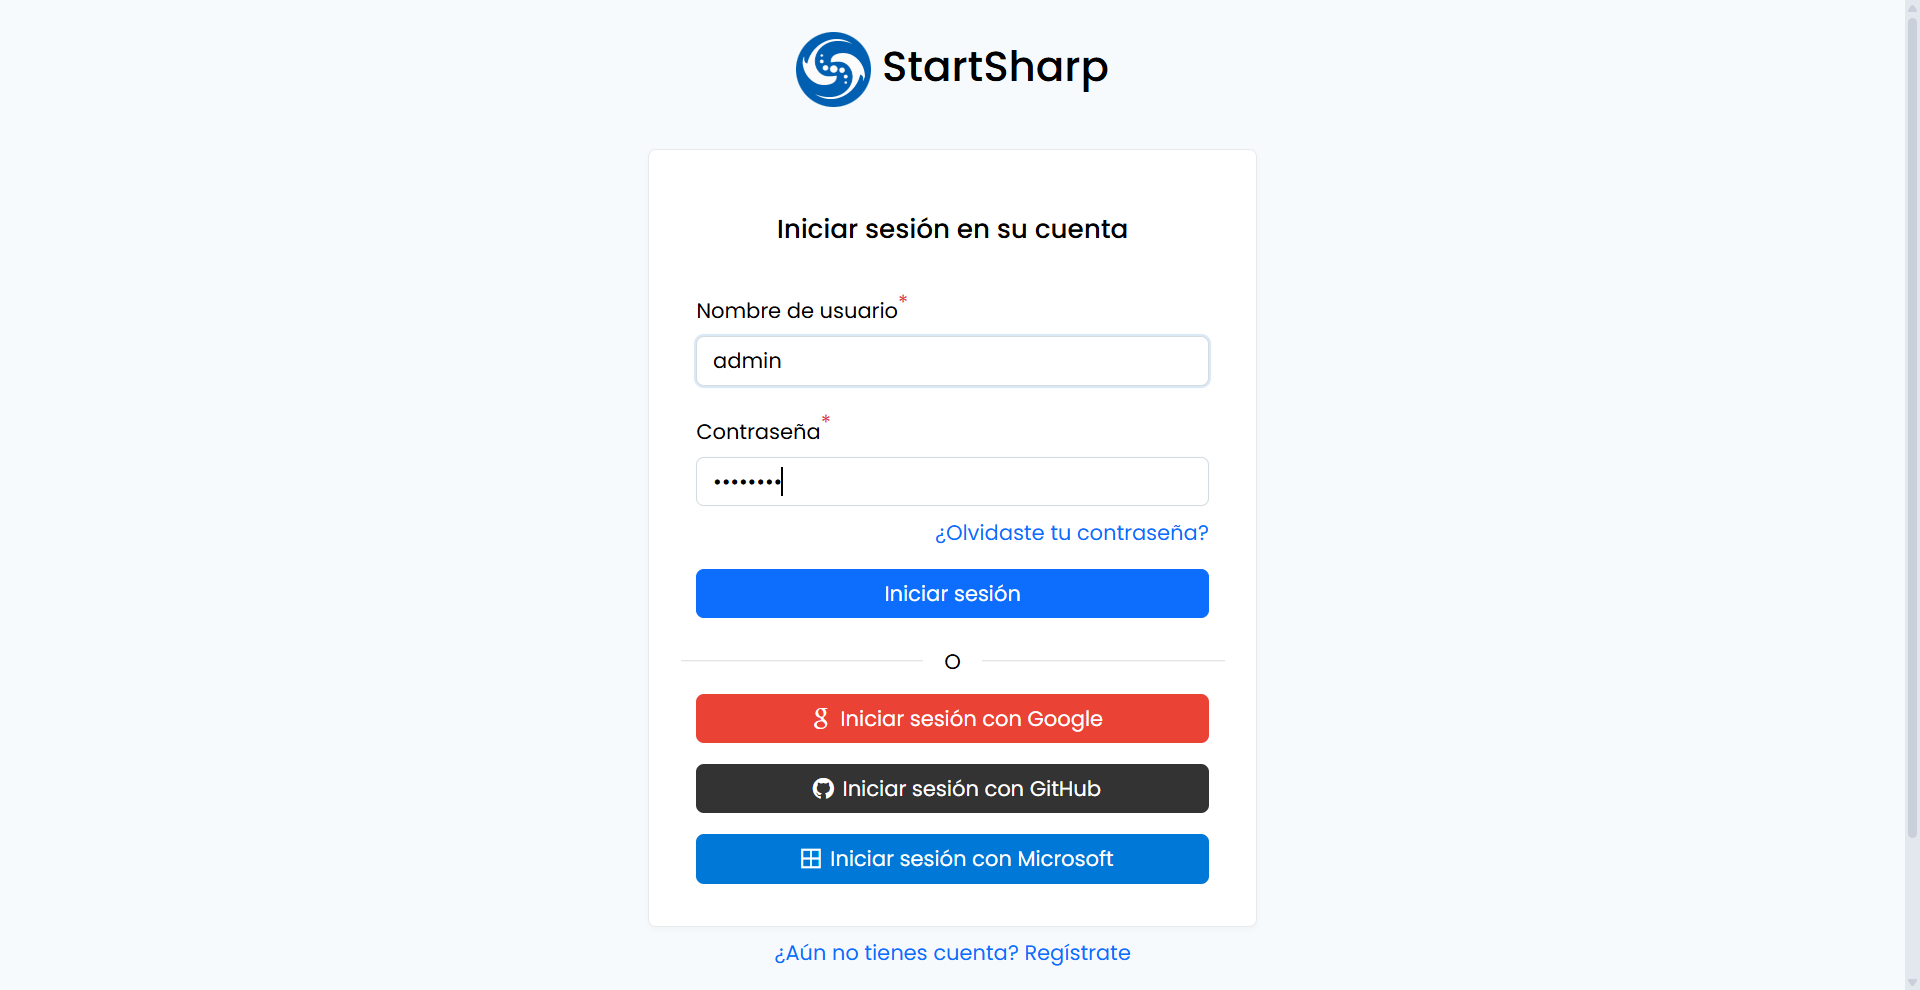 StartSharp
Iniciar sesión en su cuenta
Nombre de usuario*
admin
Contraseña*
••••••••
¿Olvidaste tu contraseña?
Iniciar sesión
O
Iniciar sesión con Google
Iniciar sesión con GitHub
Iniciar sesión con Microsoft
¿Aún no tienes cuenta? Regístrate